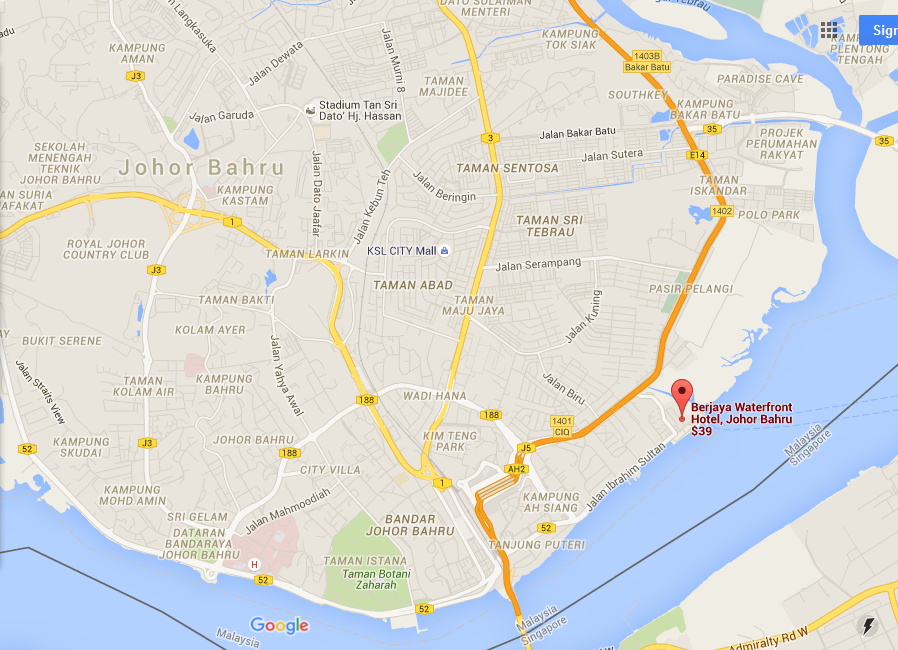 DATO SULAIMAN
MENTERI
Jalan Langkasuka
KAMPUNG
AMAN
J3
Jalan Dewata
Jalan Murni 8
KAMPUNG
TOK SIAK
Sign
KAMPUNG
PLENTONG
TENGAH
1403B
Bakar Batu
PARADISE CAVE
TAMAN
MAJIDEE
SOUTHKEY
KAMPUNG
BAKAR BATU
Stadium Tan Sri
Dato' Hj. Hassan
Jalan Garuda
3
Jalan Bakar Batu
35
35
PROJEK
PERUMAHAN
RAKYAT
SEKOLAH
MENENGAH
TEKNIK
JOHOR BAHRU
Johor Bahru
Jalan Sutera
E14
TAMAN SENTOSA
TAMAN
ISKANDAR
Jalan Dato Jaafar
Jalan Kebun Teh
Jalan Beringin
KAMPUNG
KASTAM
1402
POLO PARK
1
TAMAN SRI
TEBRAU
ROYAL JOHOR
COUNTRY CLUB
TAMAN LARKIN
KSL CITY Mall
J3
Jalan Serampang
TAMAN ABAD
PASIR PELANGI
TAMAN BAKTI
TAMAN
MAJU JAYA
Jalan Kuning
KOLAM AYER
BUKIT SERENE
Jalan Straits View
TAMAN
KOLAM AIR
KAMPUNG
BAHRU
Jalan Yahya Awal
Jalan Biru
188
WADI HANA
188
1401
CIQ
Berjaya Waterfront
Hotel, Johor Bahru
$39
Malaysia
Singapore
KIM TENG
PARK
J3
JOHOR BAHRU
188
J5
KAMPUNG
SKUDAI
52
CITY VILLA
AH2
1
Jalan Ibrahim Sultan
KAMPUNG
MOHD AMIN
Jalan Mahmoodiah
KAMPUNG
AH SIANG
SRI GELAM
DATARAN
BANDARAYA
JOHOR BAHRU
BANDAR
JOHOR BAHRU
52
TANJUNG PUTERI
H
TAMAN ISTANA
Taman Botani
Zaharah
52
52
Google
Malaysia
Malaysia
Singapore
Admiralty Rd W